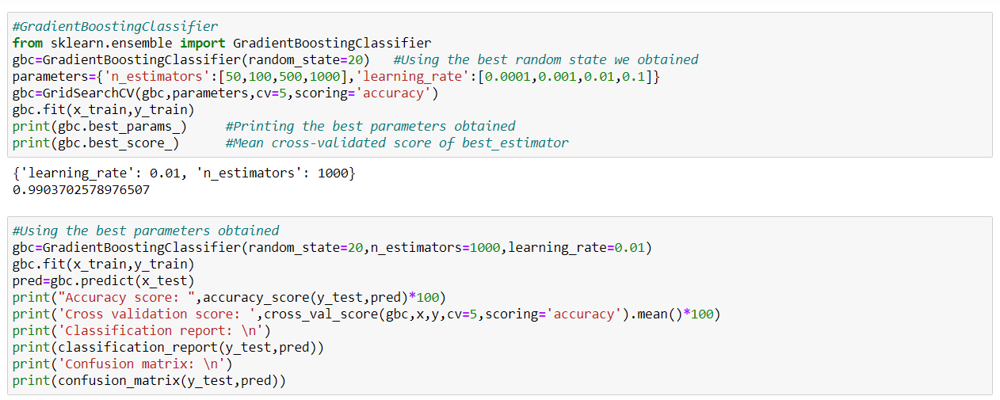 #GradientBoostingClassifier
from sklearn.ensemble import GradientBoostingClassifier
gbc=GradientBoostingClassifier(random_state=20)   #Using the best random state we obtained
parameters={'n_estimators':[50,100,500,1000],'learning_rate':[0.0001,0.001,0.01,0.1]}
gbc=GridSearchCV(gbc,parameters,cv=5,scoring='accuracy')
gbc.fit(x_train,y_train)
print(gbc.best_params_)     #Printing the best parameters obtained
print(gbc.best_score_)      #Mean cross-validated score of best_estimator
{'learning_rate': 0.01, 'n_estimators': 1000}
0.9903702578976507
#Using the best parameters obtained
gbc=GradientBoostingClassifier(random_state=20,n_estimators=1000,learning_rate=0.01)
gbc.fit(x_train,y_train)
pred=gbc.predict(x_test)
print("Accuracy score: ",accuracy_score(y_test,pred)*100)
print('Cross validation score: ',cross_val_score(gbc,x,y,cv=5,scoring='accuracy').mean()*100)
print('Classification report: \n')
print(classification_report(y_test,pred))
print('Confusion matrix: \n')
print(confusion_matrix(y_test,pred))